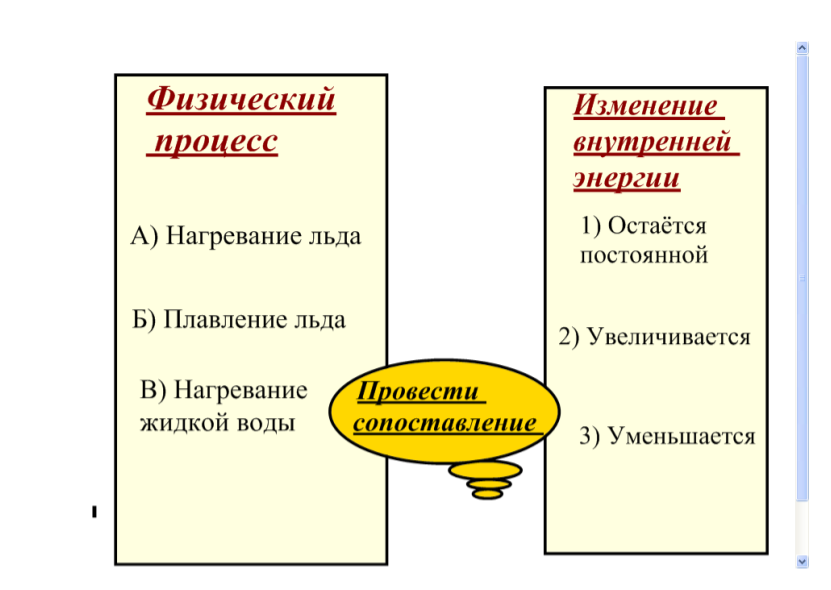 Физический
процесс
А) Нагревание льда
Б) Плавление льда
В) Нагревание
жидкой воды
Провести
сопоставление
Изменение
внутренней
энергии
1) Остаётся
постоянной
2) Увеличивается
3) Уменьшается